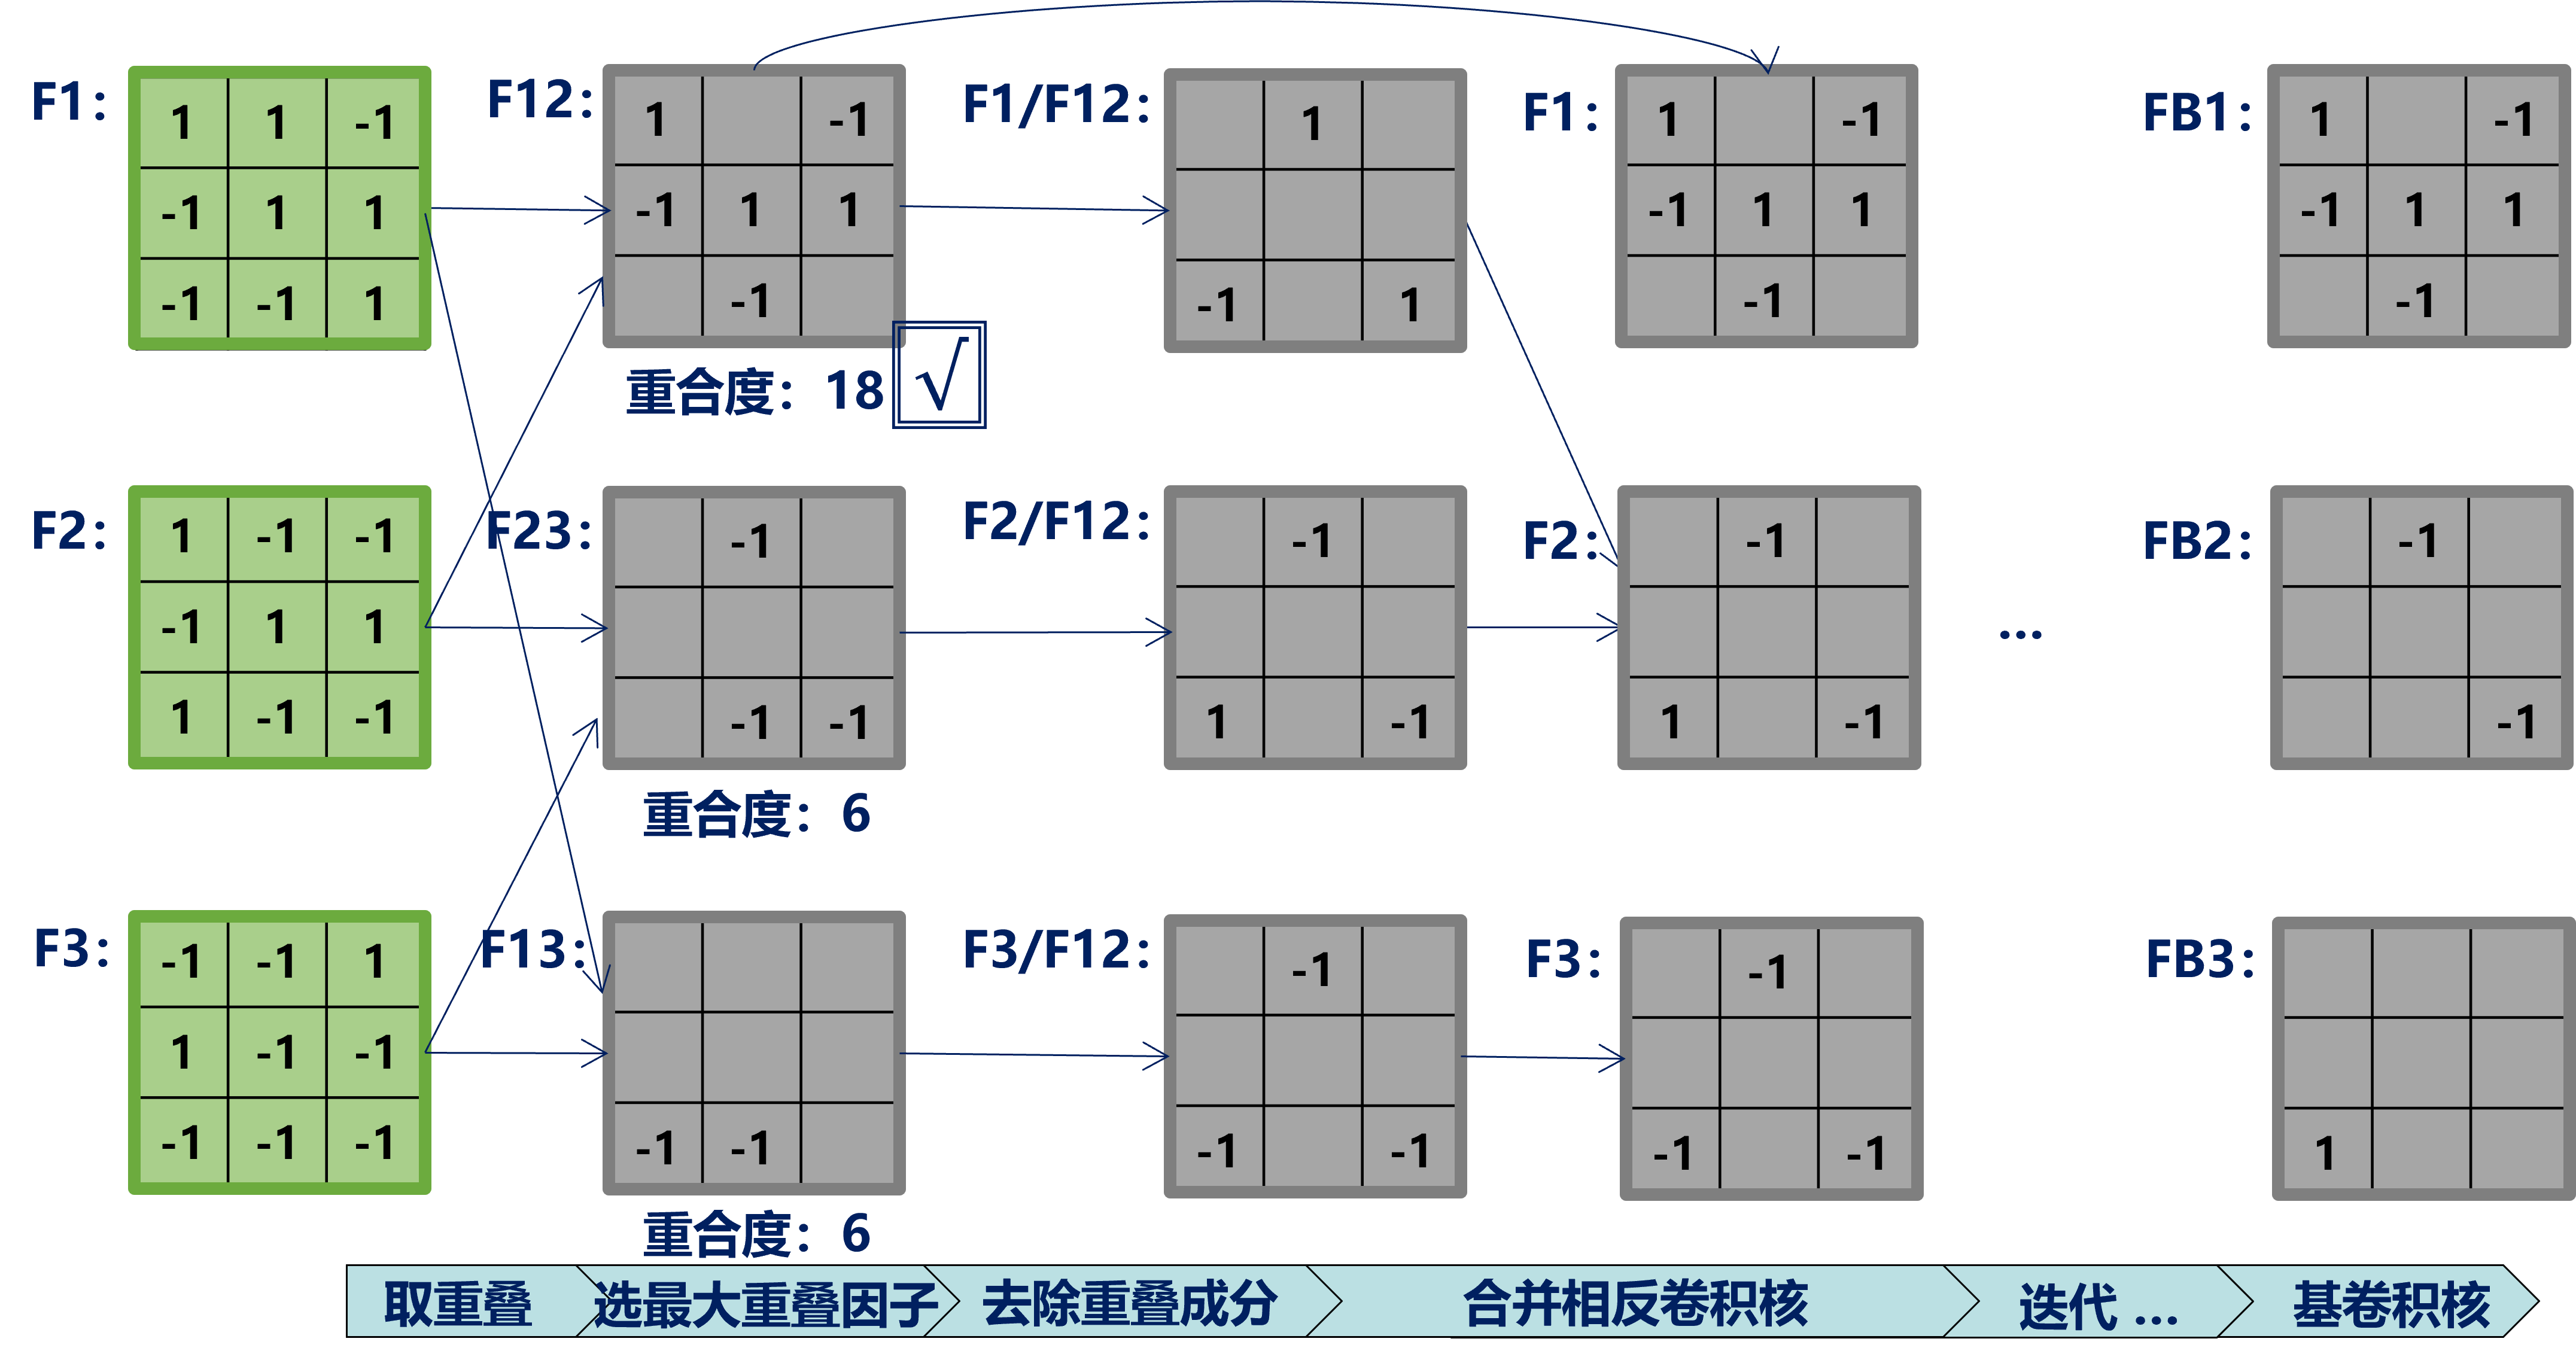 F1: F12: F1/F12: F1: FB1:
1 1 -1 1 -1 1 1 -1 1 -1
-1 1 1 -1 1 1 -1 1 1 -1 1 1
-1 -1 1 -1 -1 1 -1 -1
重合度：18 √
F2: F23: F2/F12: F2: FB2:
1 -1 -1 -1 -1 -1 -1
-1 1 1 ...
1 -1 -1 -1 -1 1 -1 1 -1 -1
重合度：6
F3: F13: F3/F12: F3: FB3:
-1 -1 1 -1 -1
1 -1 -1
-1 -1 -1 -1 -1 -1 -1 -1 -1 1
重合度：6
取重叠 选最大重叠因子 去除重叠成分 合并相反卷积核 迭代 ... 基卷积核